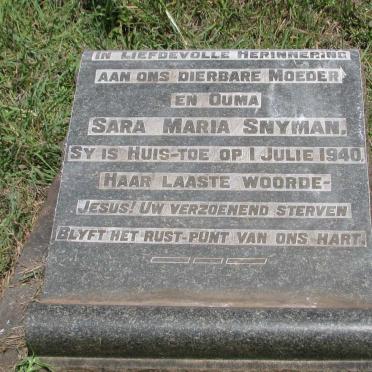 In Liefdevolle Herinnering
aan ons dierbare Moeder
en Ouma
Sara Maria Snyman,
Sy is Huis-toe op 1 Julie 1940.
Haar laaste woorde-
Jesus! Uw verzoenend sterven
Blyft het rust-punt van ons hart.